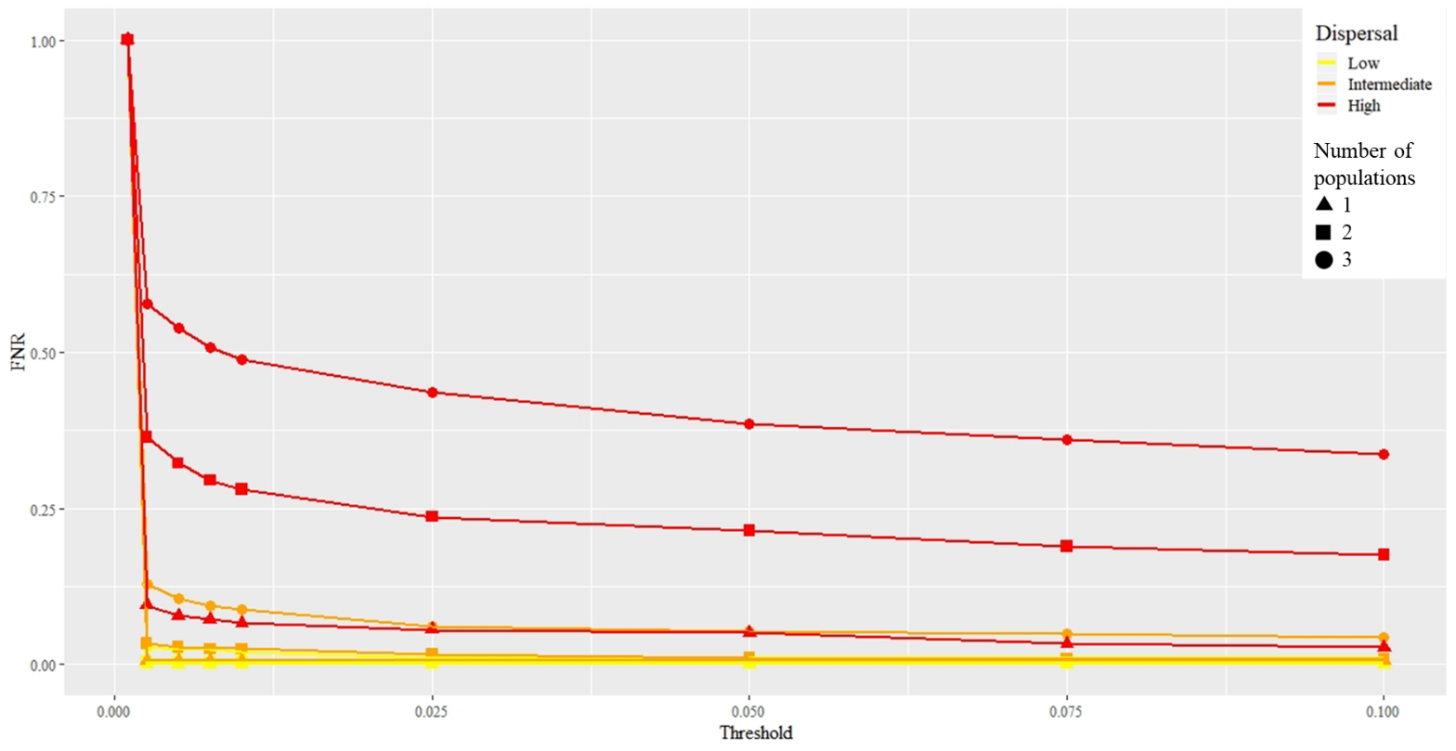 Dispersal
Low
Intermediate
High
Number of
populations
1
2
3
FNR
1.00
0.75
0.50
0.25
0.00
0.000 0.025 0.050 0.075 0.100
Threshold